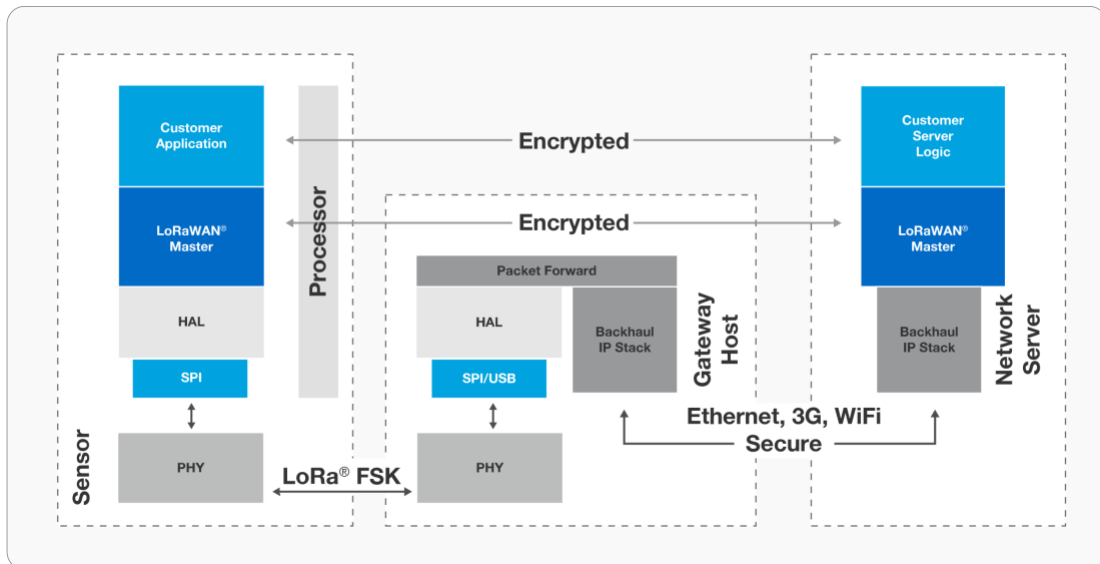 Customer
Application
LoRaWAN®
Master
HAL
SPI
PHY
Processor
Sensor
Encrypted
Encrypted
Packet Forward
HAL
SPI/USB
PHY
Backhaul
IP Stack
Gateway
Host
LoRa® FSK
Ethernet, 3G, WiFi
Secure
Customer
Server
Logic
LoRaWAN®
Master
Backhaul
IP Stack
Network
Server